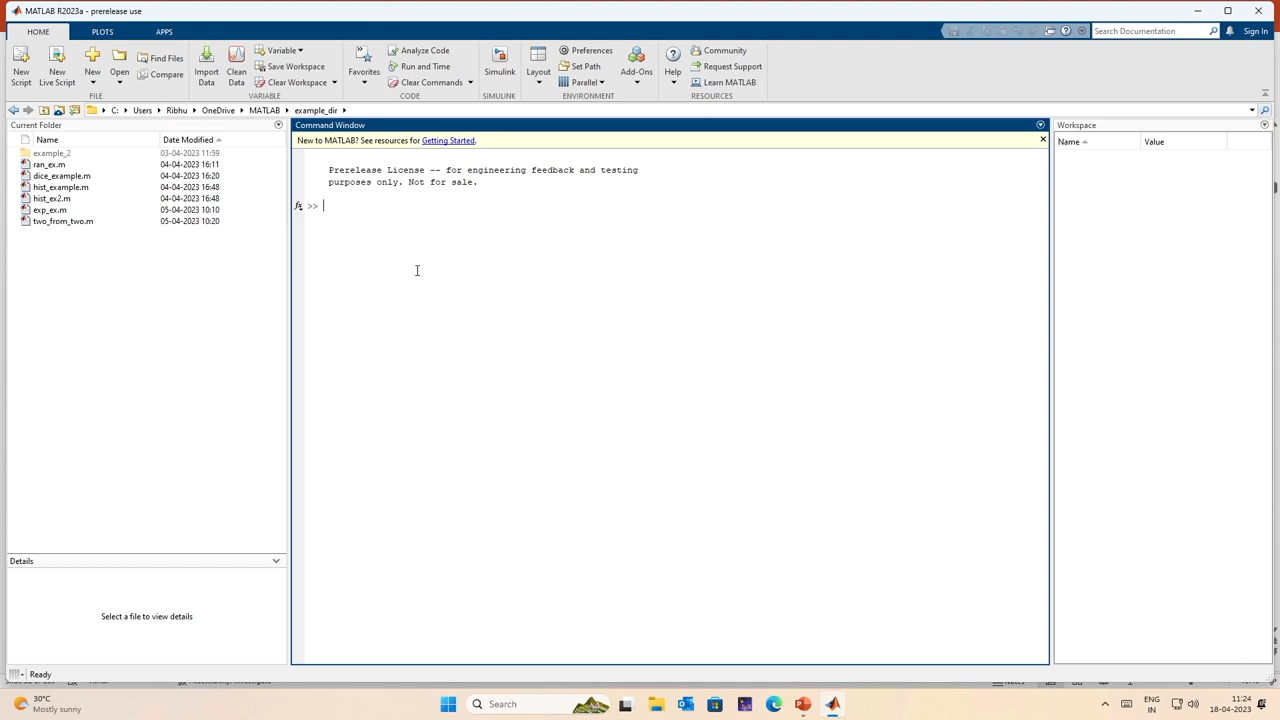 MATLAB R2023a - prerelease use
HOME PLOTS APPS
Search Documentation
Sign In
New Script
New Live Script
New
Open
Find Files
Compare
FILE
Import Data
Clean Data
Variable
Save Workspace
Clear Workspace
VARIABLE
Favorites
Analyze Code
Run and Time
Clear Commands
CODE
Simulink
SIMULINK
Layout
Preferences
Set Path
Parallel
Add-Ons
ENVIRONMENT
Help
Community
Request Support
Learn MATLAB
RESOURCES
C: Users Ribhu OneDrive MATLAB example_dir
Current Folder
Name Date Modified
example_2 03-04-2023 11:59
ran_ex.m 04-04-2023 16:11
dice_example.m 04-04-2023 16:20
hist_example.m 04-04-2023 16:48
hist_ex2.m 04-04-2023 16:48
exp_ex.m 05-04-2023 10:10
two_from_two.m 05-04-2023 10:20
Details
Select a file to view details
Command Window
New to MATLAB? See resources for Getting Started.
Prerelease License -- for engineering feedback and testing
purposes only. Not for sale.
fx >>
Workspace
Name Value
Ready
30°C
Mostly sunny
Search
ENG
IN
11:24
18-04-2023